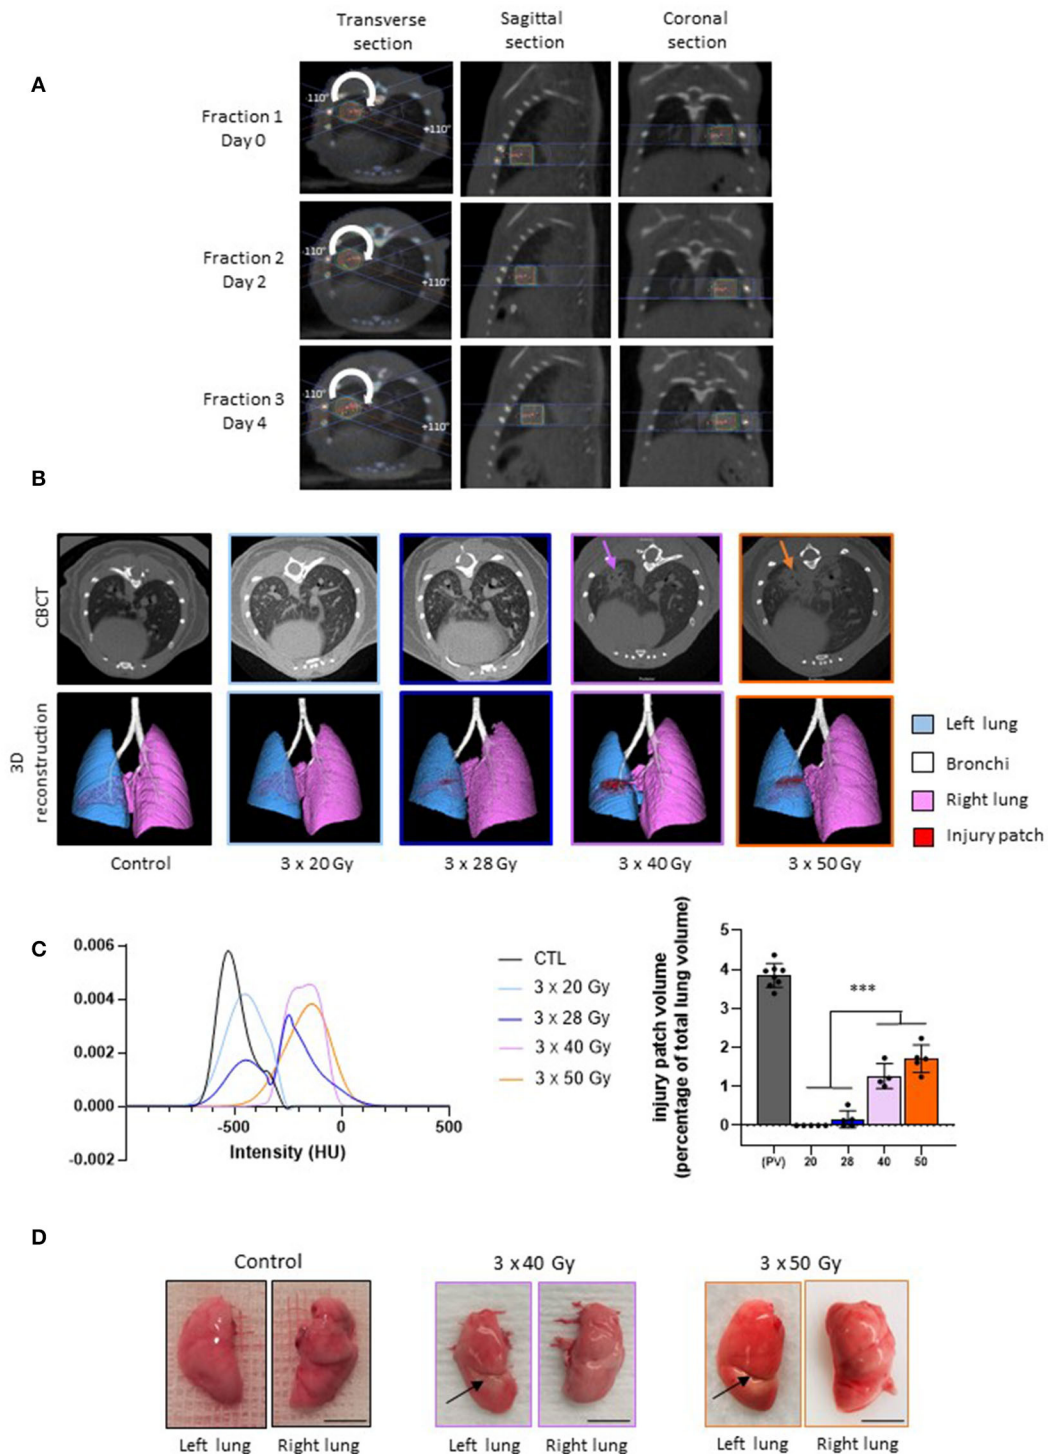 Transverse section
Sagittal section
Coronal section
A
Fraction 1
Day 0
-110°
+110°
Fraction 2
Day 2
-110°
+110°
Fraction 3
Day 4
-110°
+110°
B
CBCT
3D reconstruction
Left lung
Bronchi
Right lung
Injury patch
Control
3 x 20 Gy
3 x 28 Gy
3 x 40 Gy
3 x 50 Gy
C
0.006
0.004
0.002
0.000
-0.002
-500
0
500
Intensity (HU)
CTL
3 x 20 Gy
3 x 28 Gy
3 x 40 Gy
3 x 50 Gy
injury patch volume
(percentage of total lung volume)
5
4
3
2
1
0
***
(PV)
20
28
40
50
D
Control
3 x 40 Gy
3 x 50 Gy
Left lung
Right lung
Left lung
Right lung
Left lung
Right lung